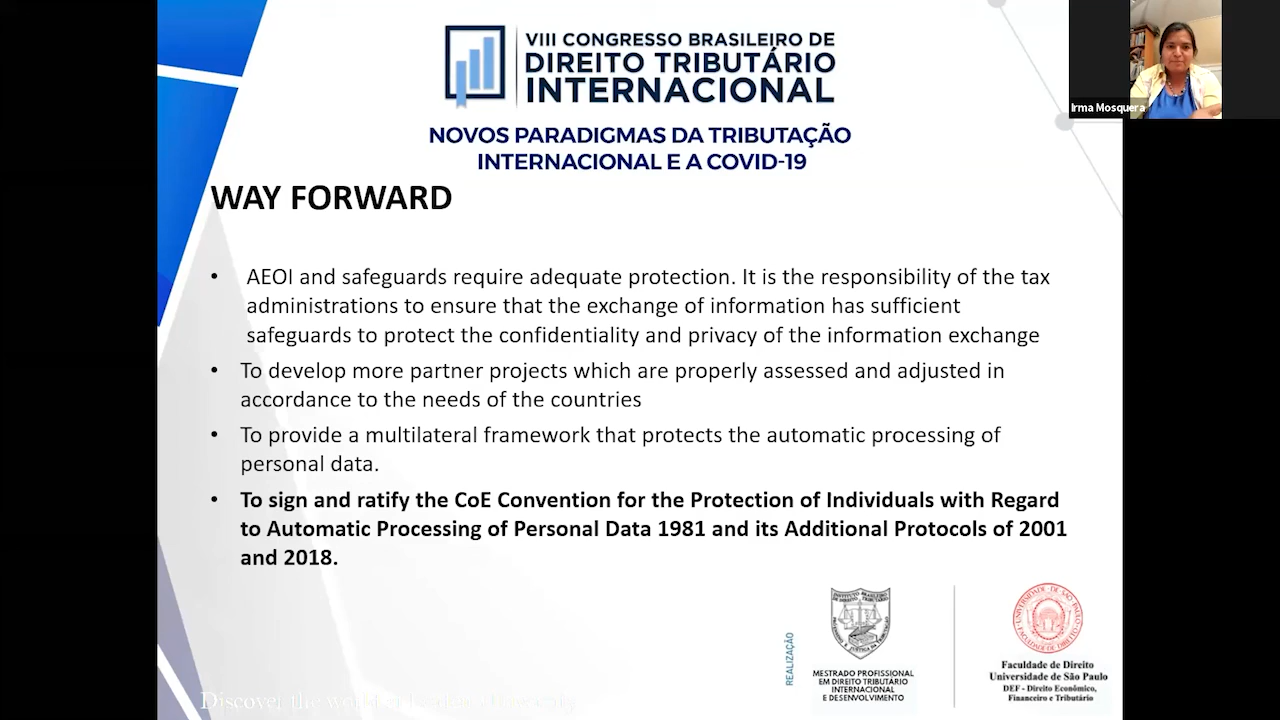 VIII CONGRESSO BRASILEIRO DE
DIREITO TRIBUTÁRIO
INTERNACIONAL
NOVOS PARADIGMAS DA TRIBUTAÇÃO
INTERNACIONAL E A COVID-19
Irma Mosquera
WAY FORWARD
• AEOI and safeguards require adequate protection. It is the responsibility of the tax
administrations to ensure that the exchange of information has sufficient
safeguards to protect the confidentiality and privacy of the information exchange
• To develop more partner projects which are properly assessed and adjusted in
accordance to the needs of the countries
• To provide a multilateral framework that protects the automatic processing of
personal data.
• To sign and ratify the CoE Convention for the Protection of Individuals with Regard
to Automatic Processing of Personal Data 1981 and its Additional Protocols of 2001
and 2018.
REALIZAÇÃO
MESTRADO PROFISSIONAL
EM DIREITO TRIBUTÁRIO
INTERNACIONAL
E DESENVOLVIMENTO
Faculdade de Direito
Universidade de São Paulo
DEF - Direito Econômico,
Financeiro e Tributário
Discover the world